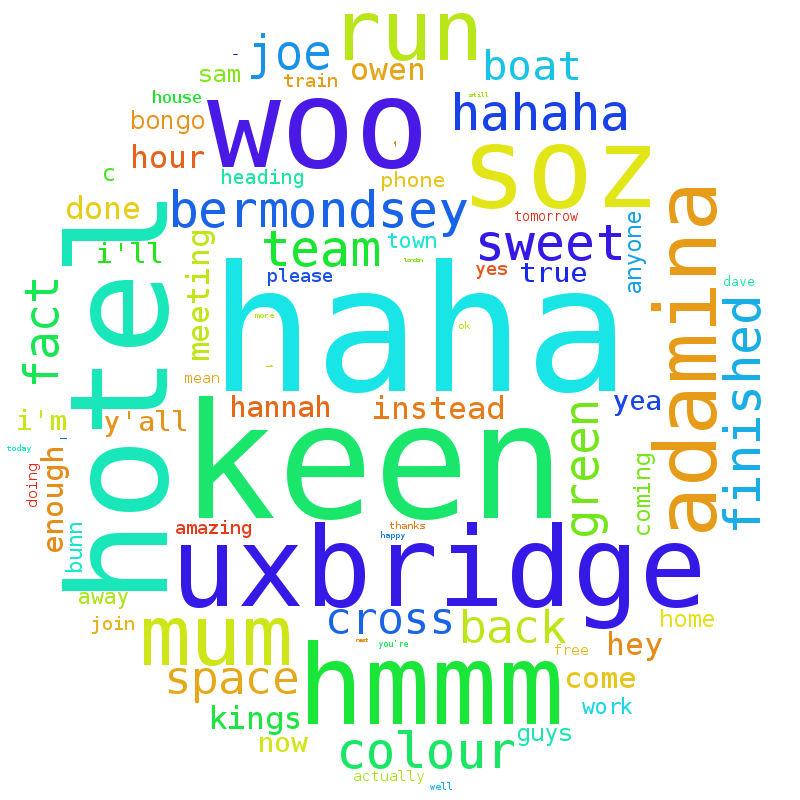 run
joe
boat
owen
sam
train
house
still
woo
hahaha
bongo
soz
hour
c
heading
phone
bermondsey
done
tomorrow
anyone
adamina
hotel
i'll
team
town
sweet
meeting
please
london
yes
true
haha
fact
dave
finished
more
ok
mean
i'm
y'all
hannah
instead
yea
keen
green
today
enough
doing
coming
bunn
amazing
thanks
happy
uxbridge
away
join
mum
cross
back
home
next
you're
free
hey
space
hmmm
come
kings
work
now
colour
guys
actually
well